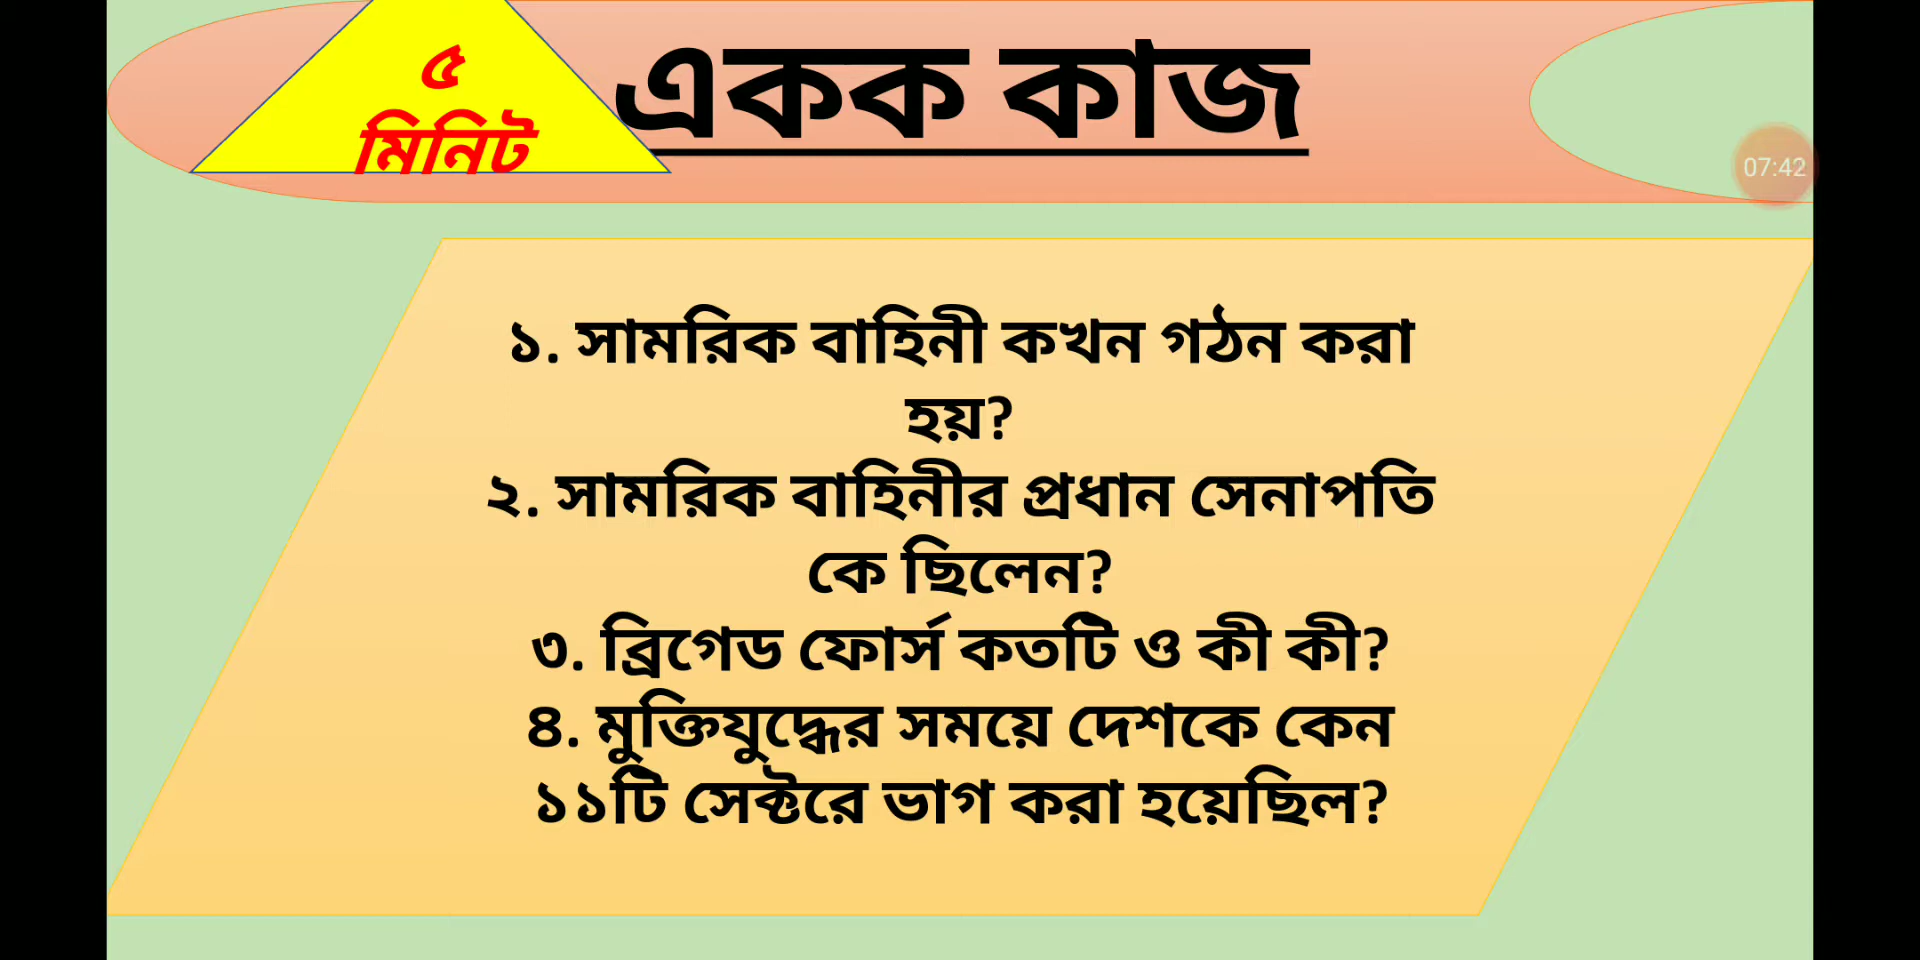 ৫
মিনিট
একক কাজ
07:42
১. সামরিক বাহিনী কখন গঠন করা
হয়?
২. সামরিক বাহিনীর প্রধান সেনাপতি
কে ছিলেন?
৩. ব্রিগেড ফোর্স কতটি ও কী কী?
৪. মুক্তিযুদ্ধের সময়ে দেশকে কেন
১১টি সেক্টরে ভাগ করা হয়েছিল?